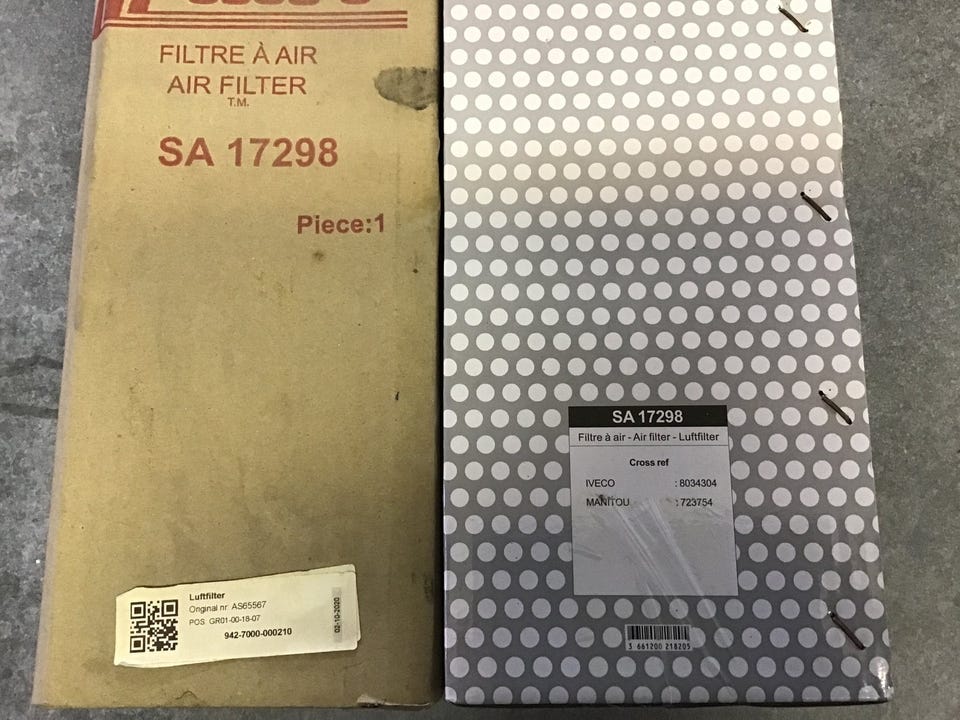 FILTRE À AIR
AIR FILTER
T.M.
SA 17298
Piece:1
Luftfilter
Original nr: AS65567
POS: GR01-00-18-07
942-7000-000210
02-10-2020
SA 17298
Filtre à air - Air filter - Luftfilter
Cross ref
IVECO : 8034304
MANITOU : 723754
3 661200 218205